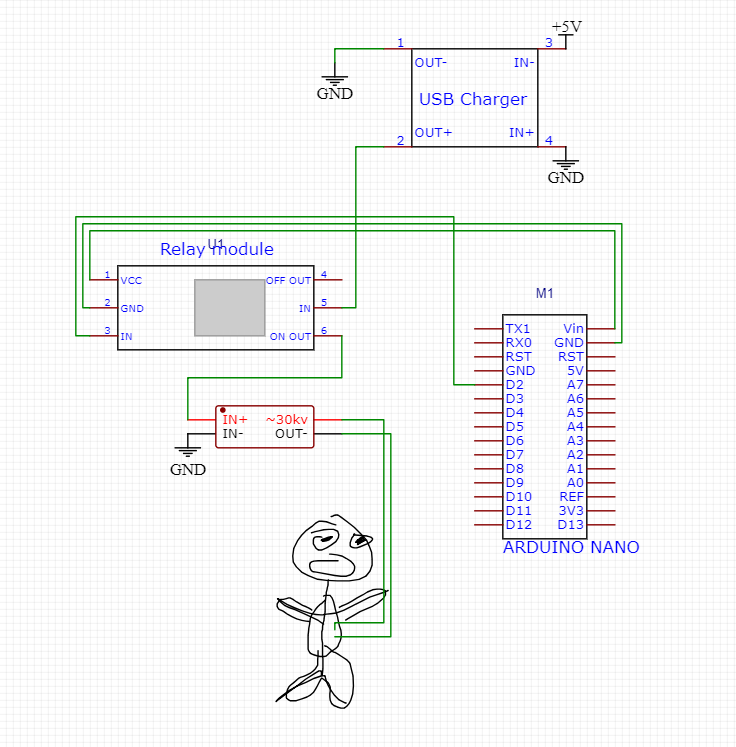 +5V
1 3
OUT- IN-
GND
USB Charger
OUT+ IN+
2 4
GND
U1
Relay module
1 VCC OFF OUT 4
2 GND IN 5
3 IN ON OUT 6
M1
TX1 Vin
RX0 GND
RST RST
GND 5V
D2 A7
D3 A6
D4 A5
D5 A4
D6 A3
D7 A2
D8 A1
D9 A0
D10 REF
D11 3V3
D12 D13
ARDUINO NANO
IN+ ~30kv
IN- OUT-
GND